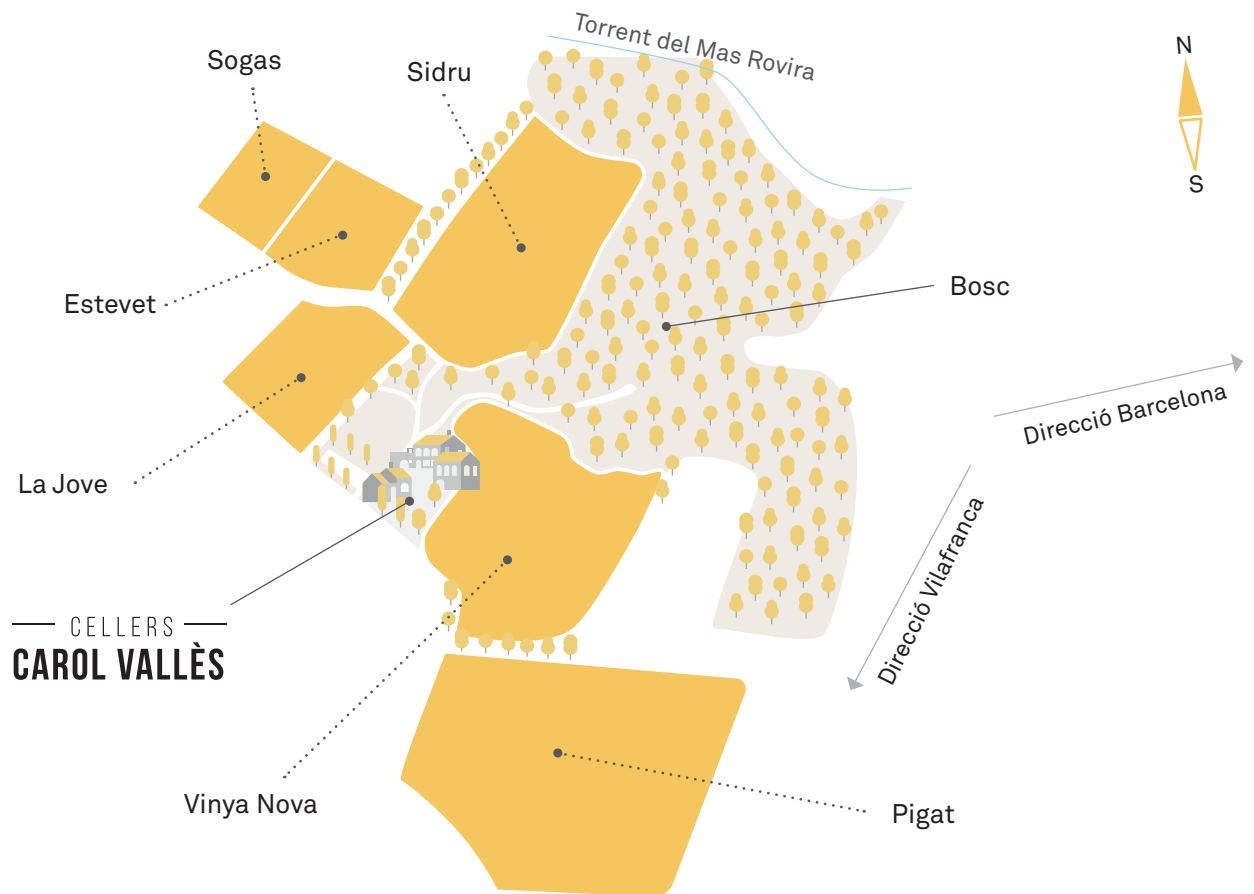 Torrent del Mas Rovira
N
S
Sogas
Sidru
Estevet
Bosc
Direcció Barcelona
La Jove
Direcció Vilafranca
CELLERS
CAROL VALLÈS
Vinya Nova
Pigat